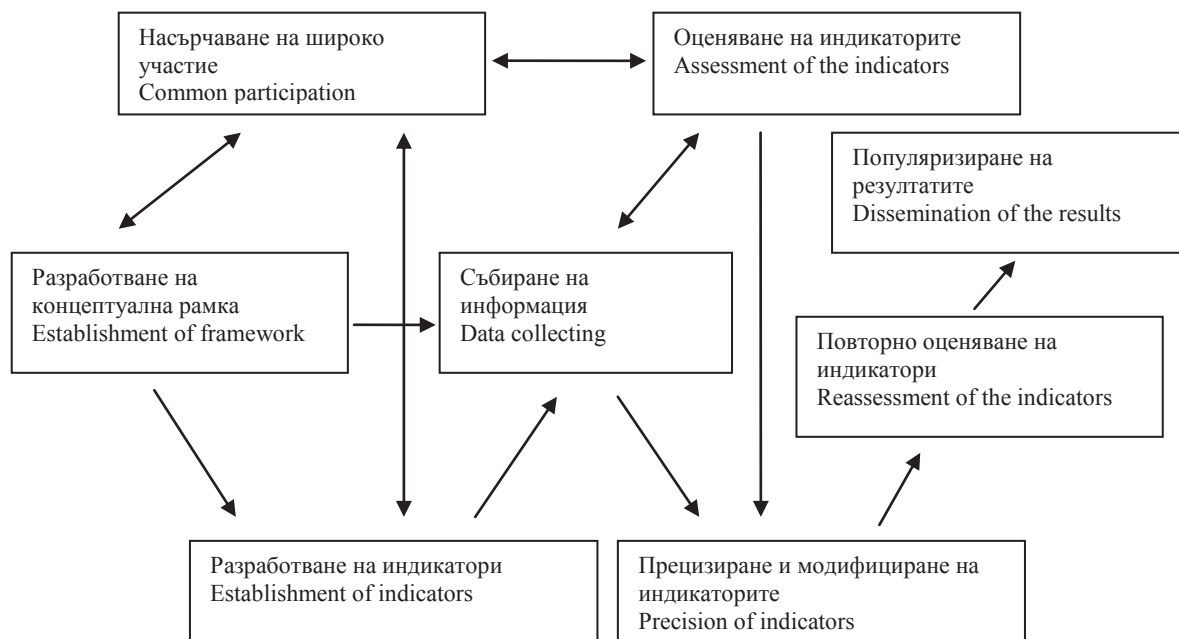 Насърчаване на широко
участие
Common participation
Оценяване на индикаторите
Assessment of the indicators
Популяризиране на
резултатите
Dissemination of the results
Разработване на
концептуална рамка
Establishment of framework
Събиране на
информация
Data collecting
Повторно оценяване на
индикатори
Reassessment of the indicators
Разработване на индикатори
Establishment of indicators
Прецизиране и модифициране на
индикаторите
Precision of indicators